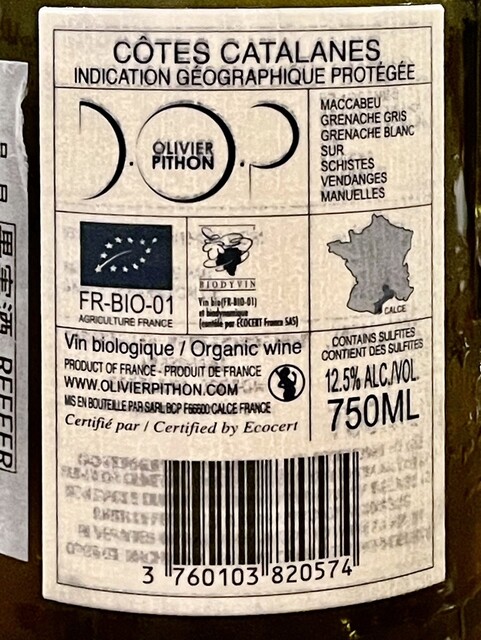 CÔTES CATALANES
INDICATION GÉOGRAPHIQUE PROTÉGÉE
D.O.P
OLIVIER
PITHON
MACCABEU
GRENACHE GRIS
GRENACHE BLANC
SUR
SCHISTES
VENDANGES
MANUELLES
FR-BIO-01
AGRICULTURE FRANCE
BIODYVIN
Vin bio(FR-BIO-01)
et biodynamique
(contrôlé par ECOCERT France SAS)
CALCE
Vin biologique / Organic wine
PRODUCT OF FRANCE - PRODUIT DE FRANCE
WWW.OLIVIERPITHON.COM
MIS EN BOUTEILLE PAR SARL BCP F66600 CALCE FRANCE
Certifié par / Certified by Ecocert
CONTAINS SULFITES
CONTIENT DES SULFITES
12.5% ALC./VOL.
750ML
3 760103 820574